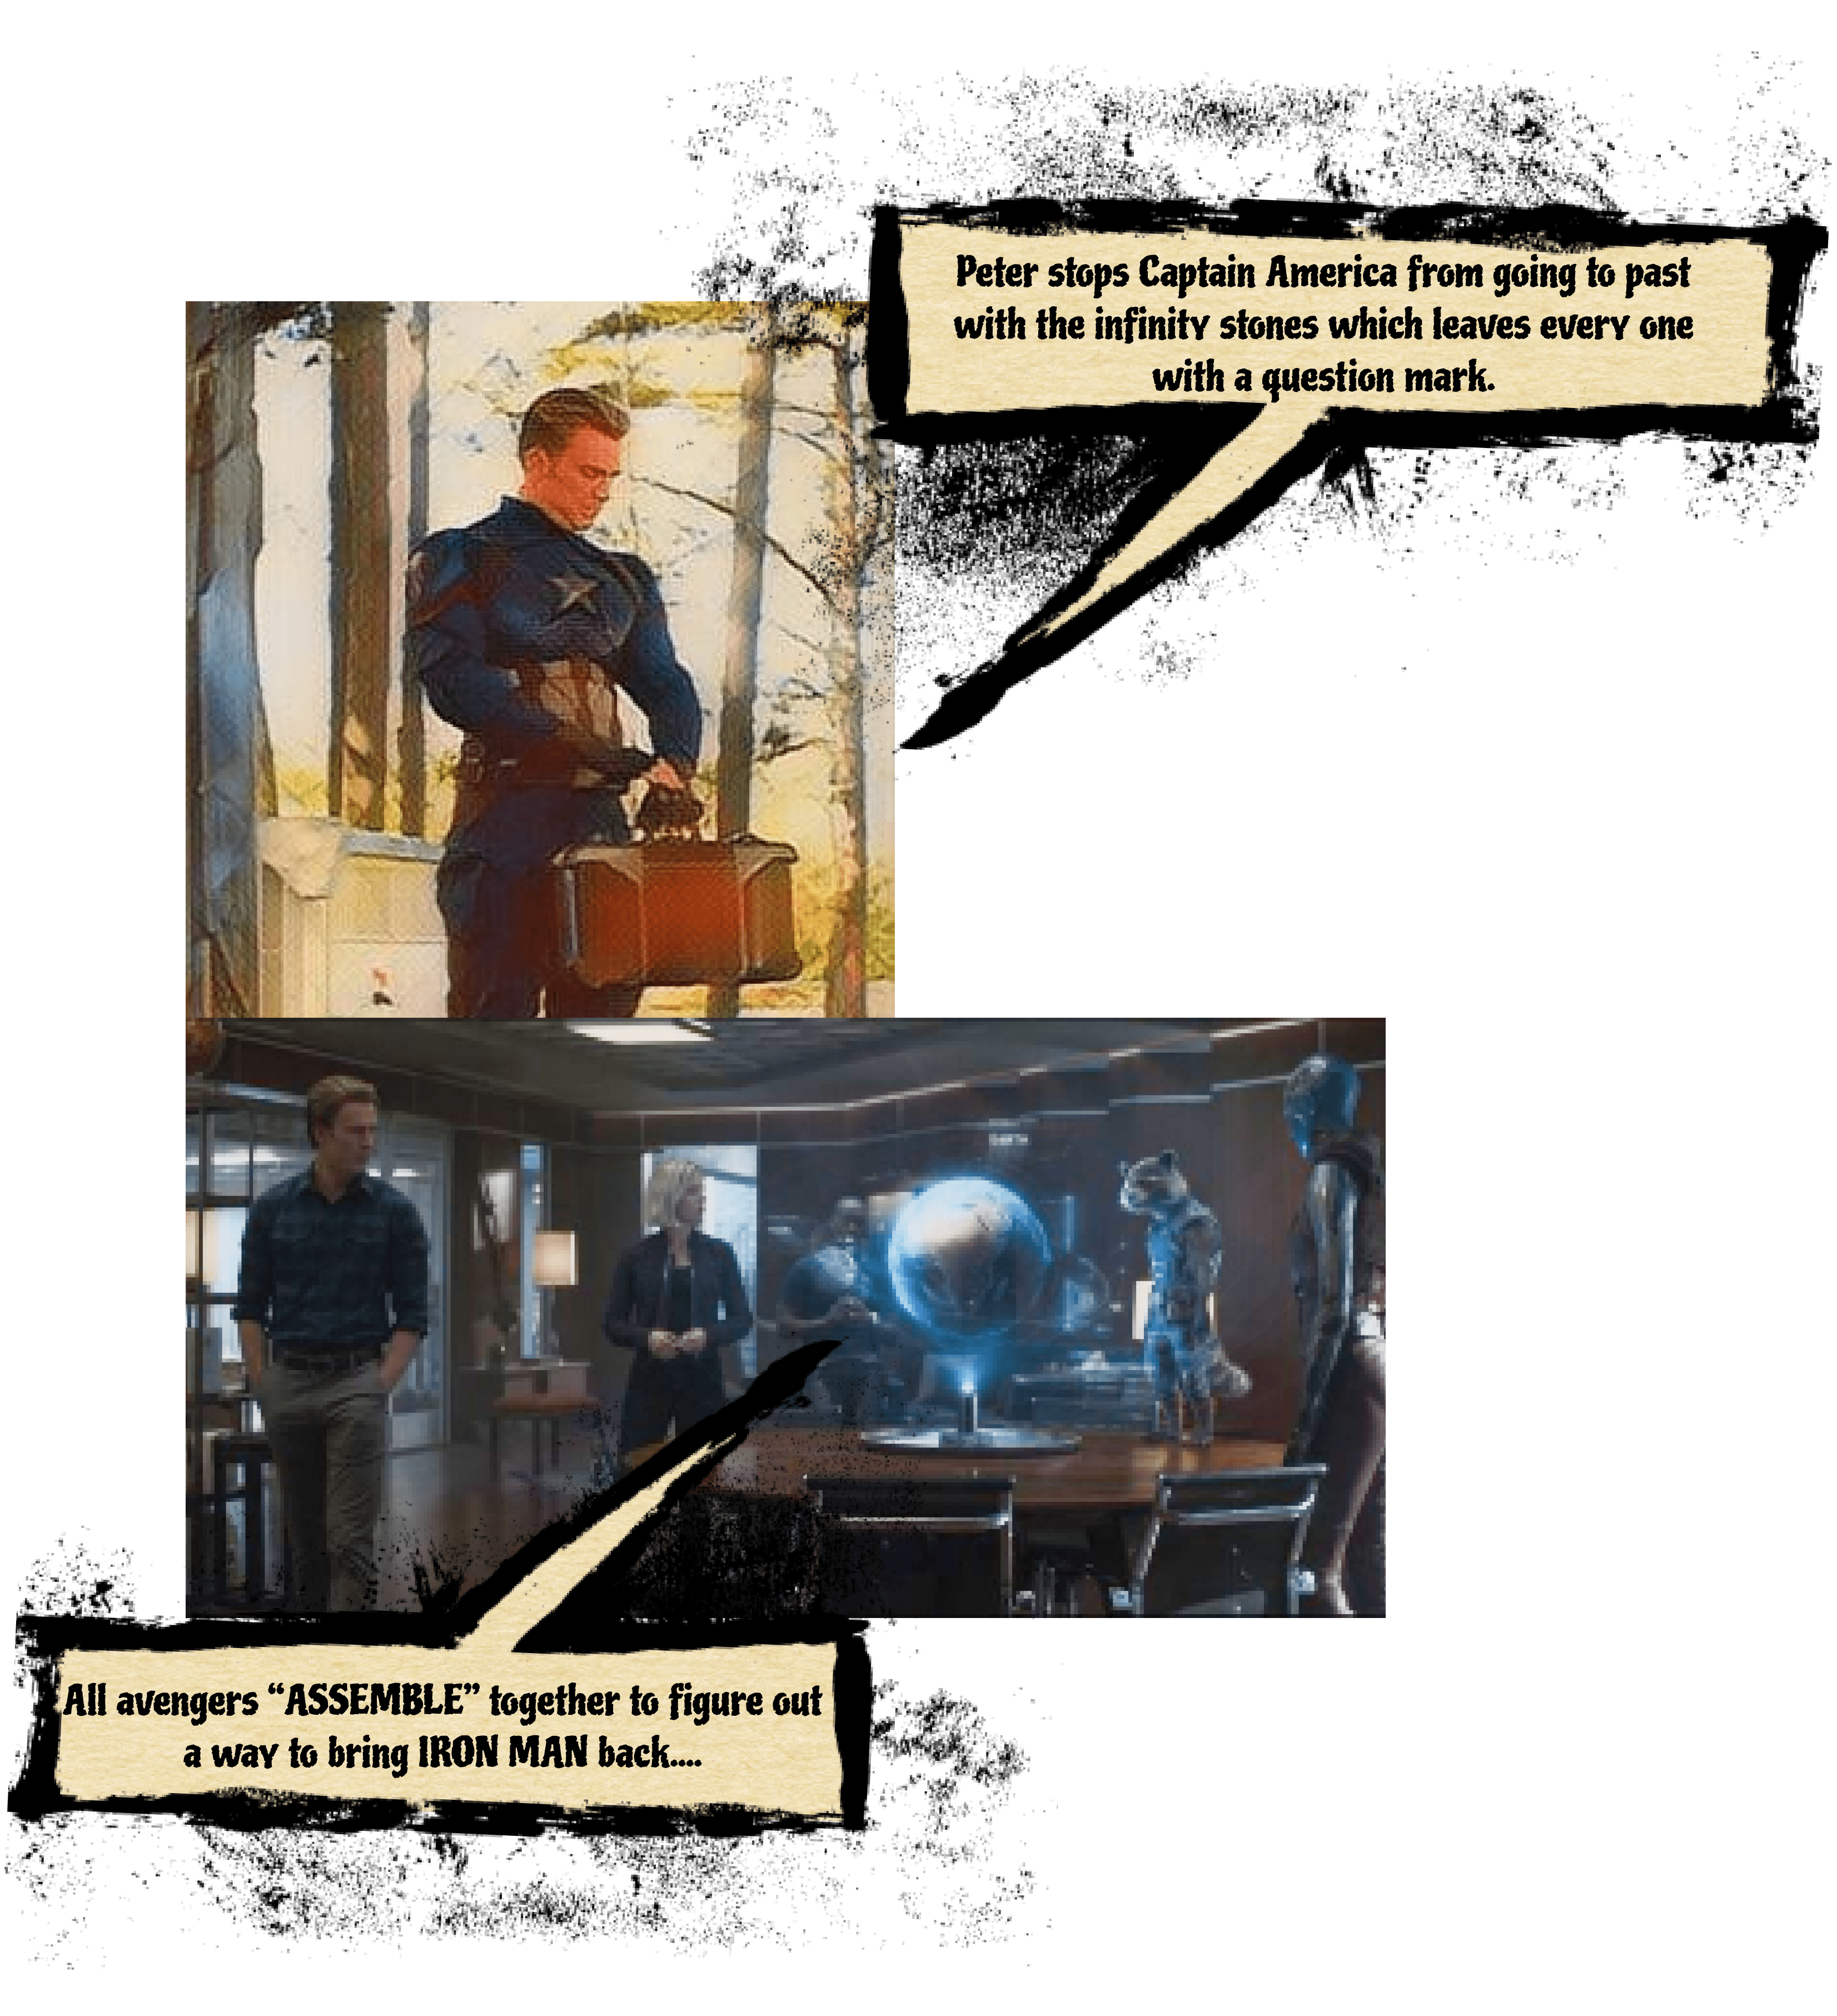 Peter stops Captain America from going to past
with the infinity stones which leaves every one
with a question mark.
All avengers “ASSEMBLE” together to figure out
a way to bring IRON MAN back....